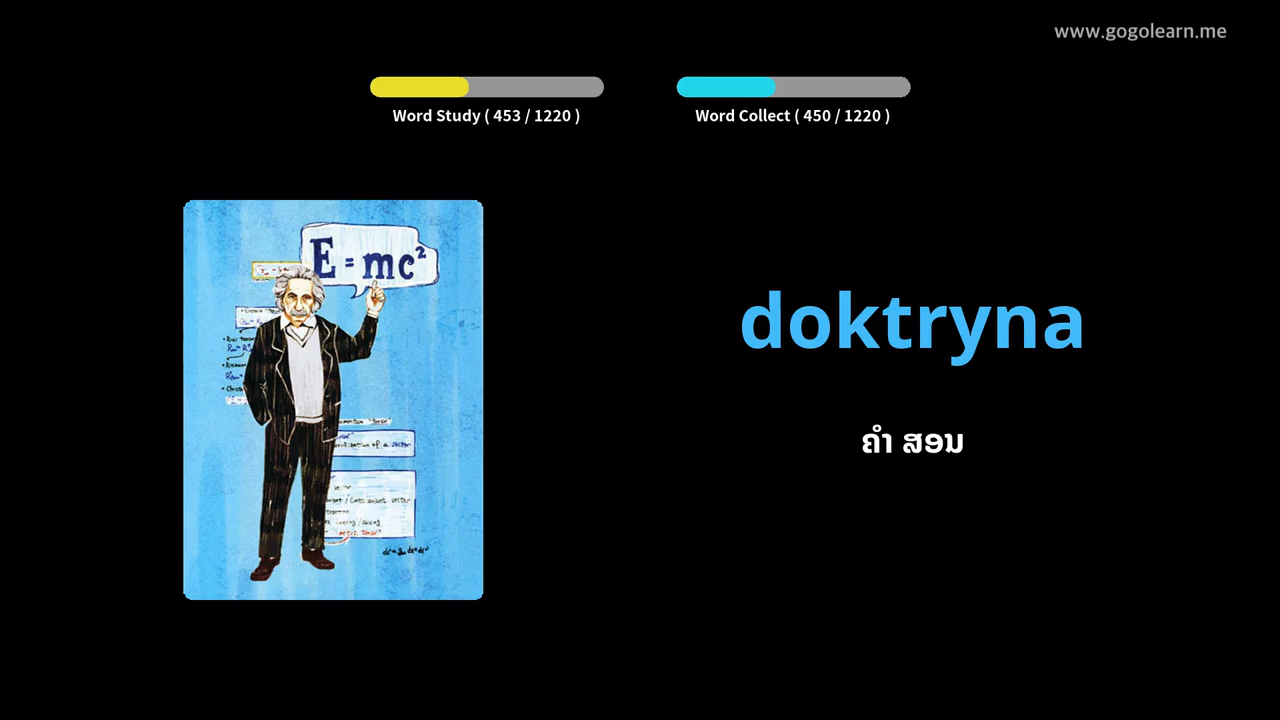 www.gogolearn.me
Word Study ( 453 / 1220 )
Word Collect ( 450 / 1220 )
E = mc²
doktryna
ຄຳ ສອນ